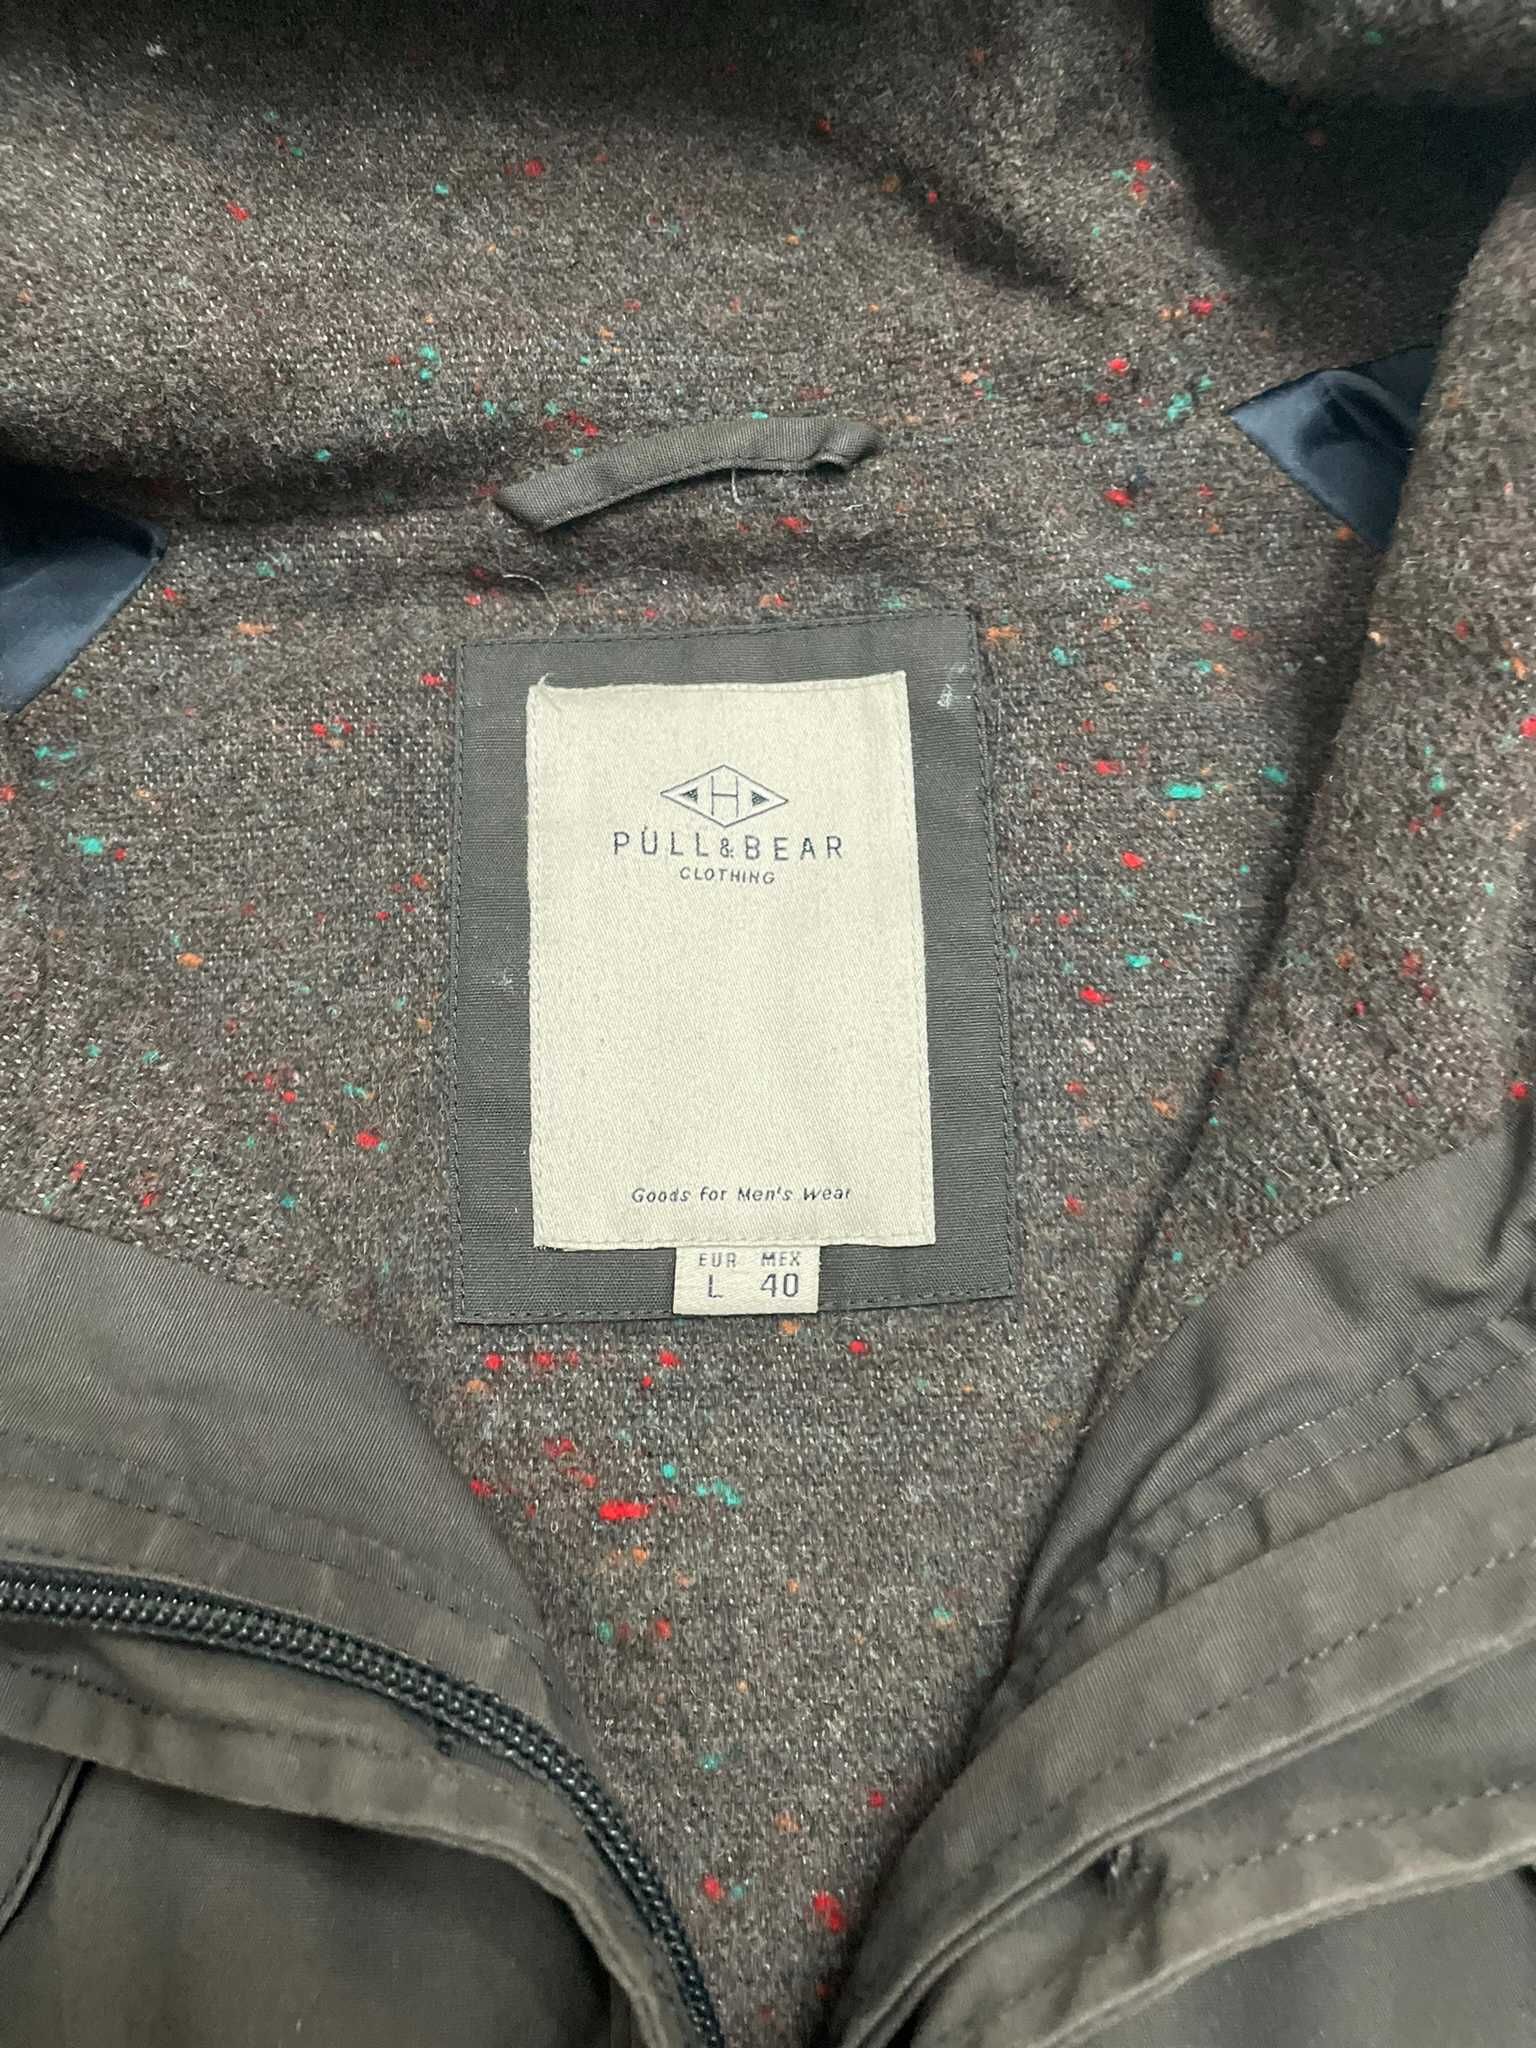 H
PULL&BEAR
CLOTHING
Goods for Men's Wear
EUR MEX
L 40